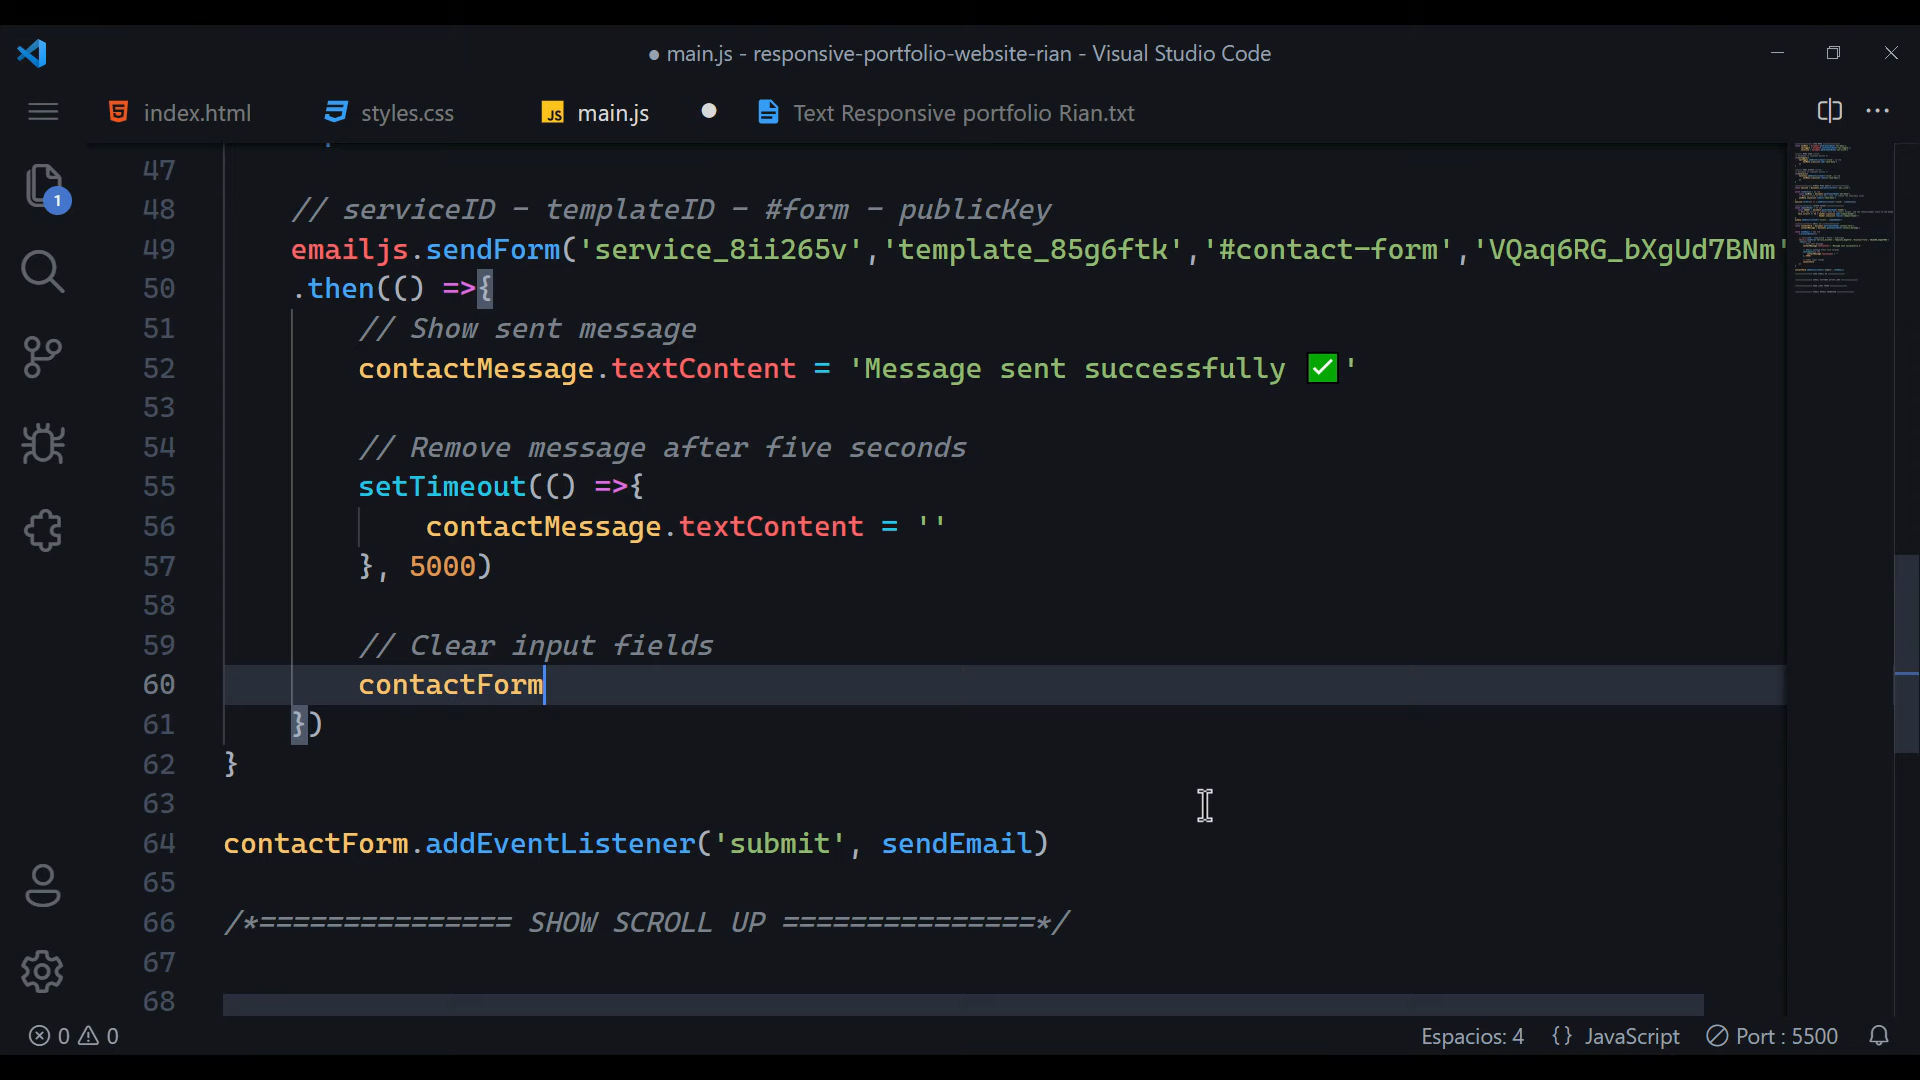 main.js - responsive-portfolio-website-rian - Visual Studio Code
index.html
styles.css
JS main.js
Text Responsive portfolio Rian.txt
1
47
48 // serviceID - templateID - #form - publicKey
49 emailjs.sendForm('service_8ii265v','template_85g6ftk','#contact-form','VQaq6RG_bXgUd7BNm'
50 .then(() =>{
51 // Show sent message
52 contactMessage.textContent = 'Message sent successfully ✅'
53
54 // Remove message after five seconds
55 setTimeout(() =>{
56 contactMessage.textContent = ''
57 }, 5000)
58
59 // Clear input fields
60 contactForm
61 })
62 }
63
64 contactForm.addEventListener('submit', sendEmail)
65
66 /*=============== SHOW SCROLL UP ===============*/
67
68
0 0 Espacios: 4 {} JavaScript Port : 5500